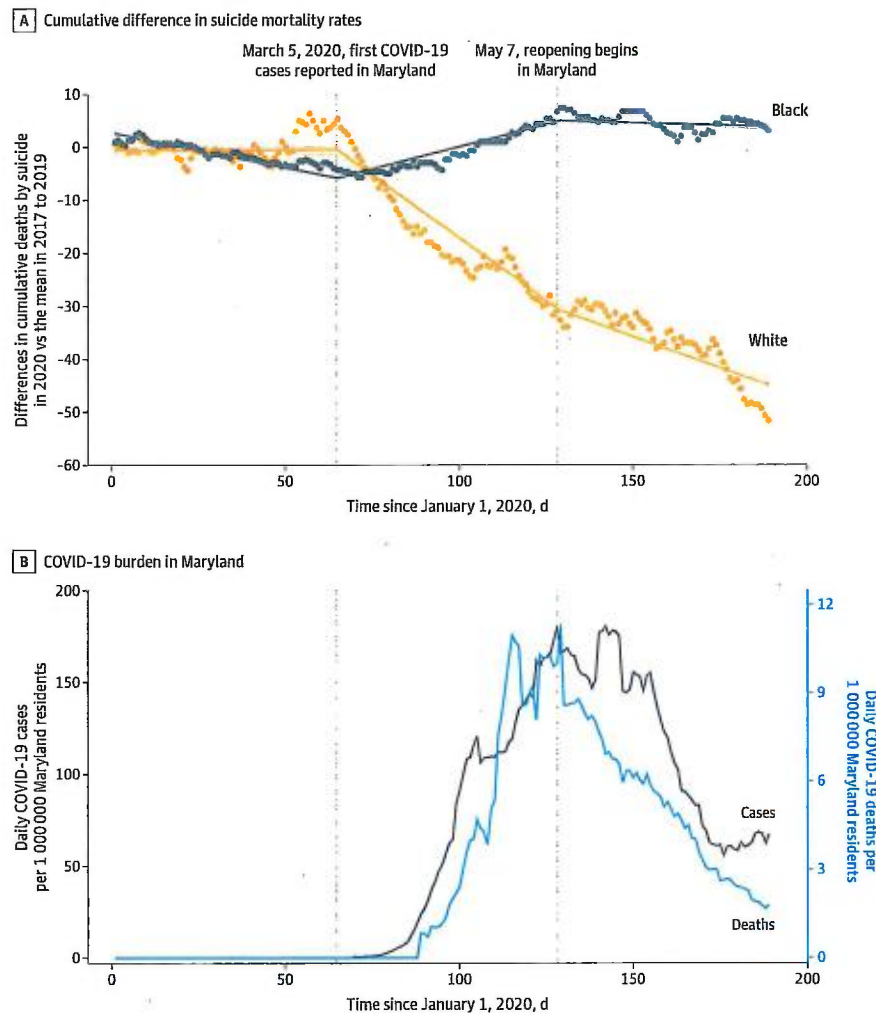 A Cumulative difference in suicide mortality rates
March 5, 2020, first COVID-19
cases reported in Maryland
May 7, reopening begins
in Maryland
Differences in cumulative deaths by suicide
in 2020 vs the mean in 2017 to 2019
10
0
-10
-20
-30
-40
-50
-60
Black
White
0 50 100 150 200
Time since January 1, 2020, d
B COVID-19 burden in Maryland
Daily COVID-19 cases
per 1 000 000 Maryland residents
200
150
100
50
0
Cases
Deaths
12
9
6
3
0
Daily COVID-19 deaths per
1 000 000 Maryland residents
0 50 100 150 200
Time since January 1, 2020, d